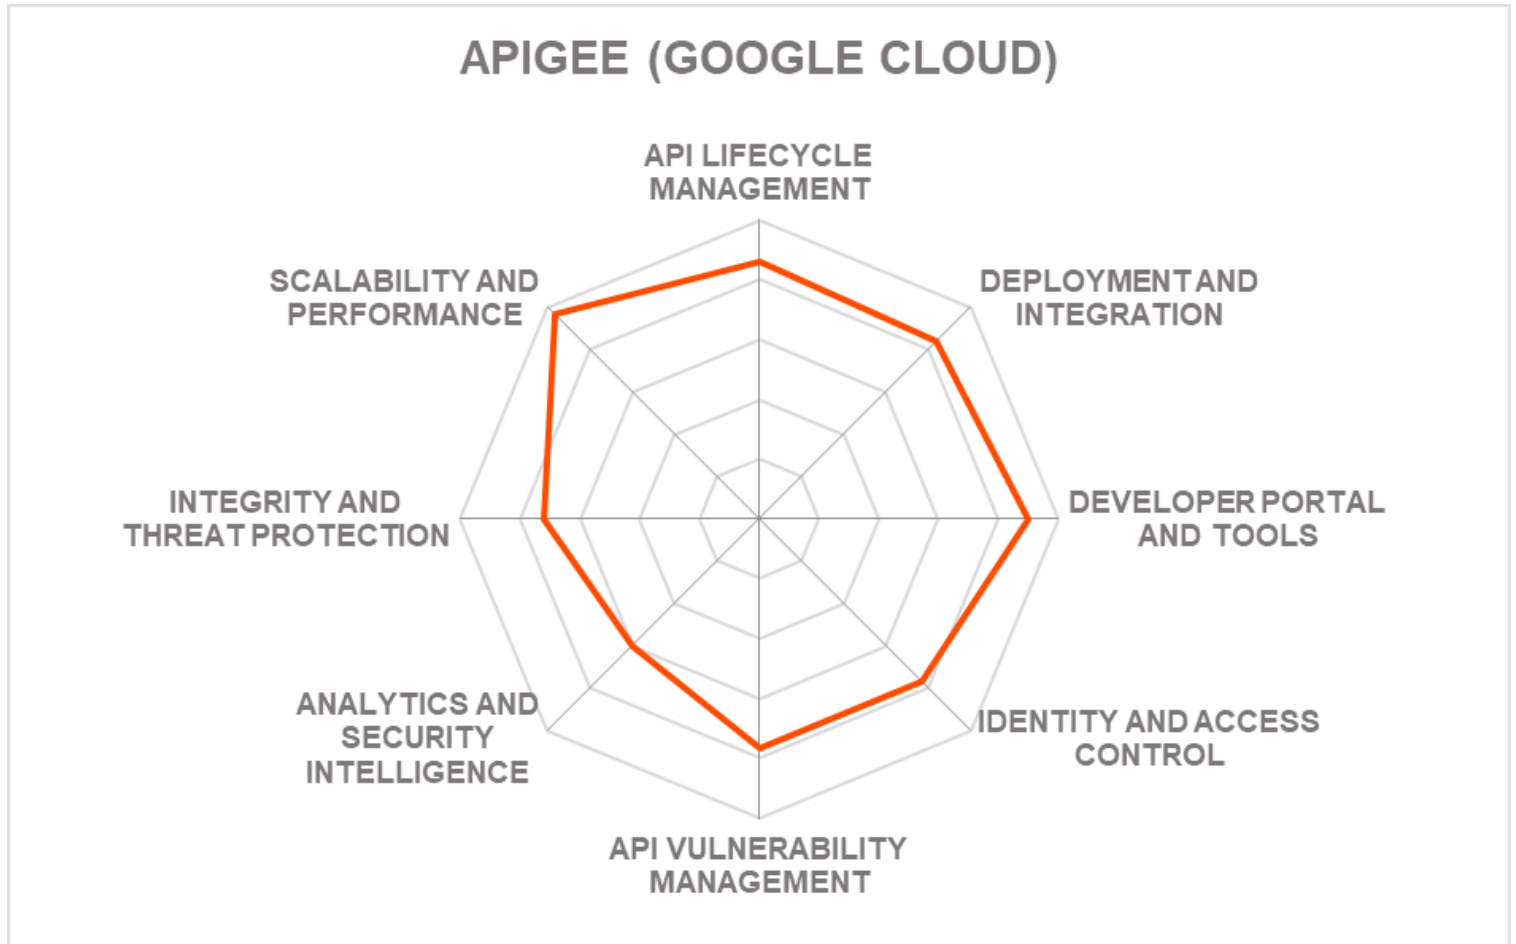 APIGEE (GOOGLE CLOUD)
API LIFECYCLE
MANAGEMENT
DEPLOYMENT AND
INTEGRATION
DEVELOPER PORTAL
AND TOOLS
IDENTITY AND ACCESS
CONTROL
API VULNERABILITY
MANAGEMENT
ANALYTICS AND
SECURITY
INTELLIGENCE
INTEGRITY AND
THREAT PROTECTION
SCALABILITY AND
PERFORMANCE